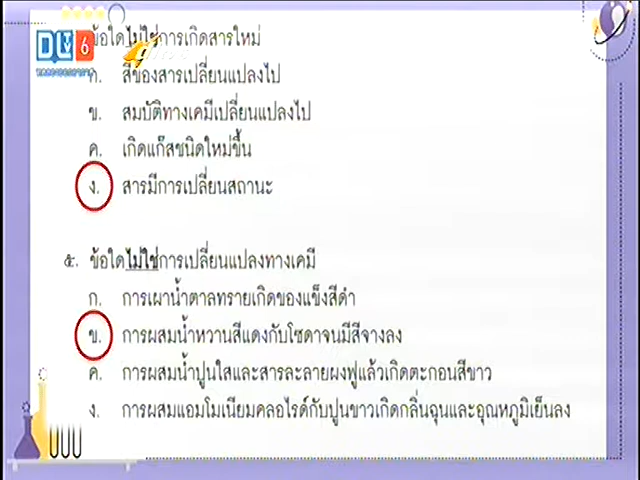 ข้อใดไม่ใช่การเกิดสารใหม่
DLTV 6
ก. สีของสารเปลี่ยนแปลงไป
ข. สมบัติทางเคมีเปลี่ยนแปลงไป
ค. เกิดแก๊สชนิดใหม่ขึ้น
ง. สารมีการเปลี่ยนสถานะ
๕. ข้อใดไม่ใช่การเปลี่ยนแปลงทางเคมี
ก. การเผาน้ำตาลทรายเกิดของแข็งสีดำ
ข. การผสมน้ำหวานสีแดงกับโซดาจนมีสีจางลง
ค. การผสมน้ำปูนใสและสารละลายผงฟูแล้วเกิดตะกอนสีขาว
ง. การผสมแอมโมเนียมคลอไรด์กับปูนขาวเกิดกลิ่นฉุนและอุณหภูมิเย็นลง